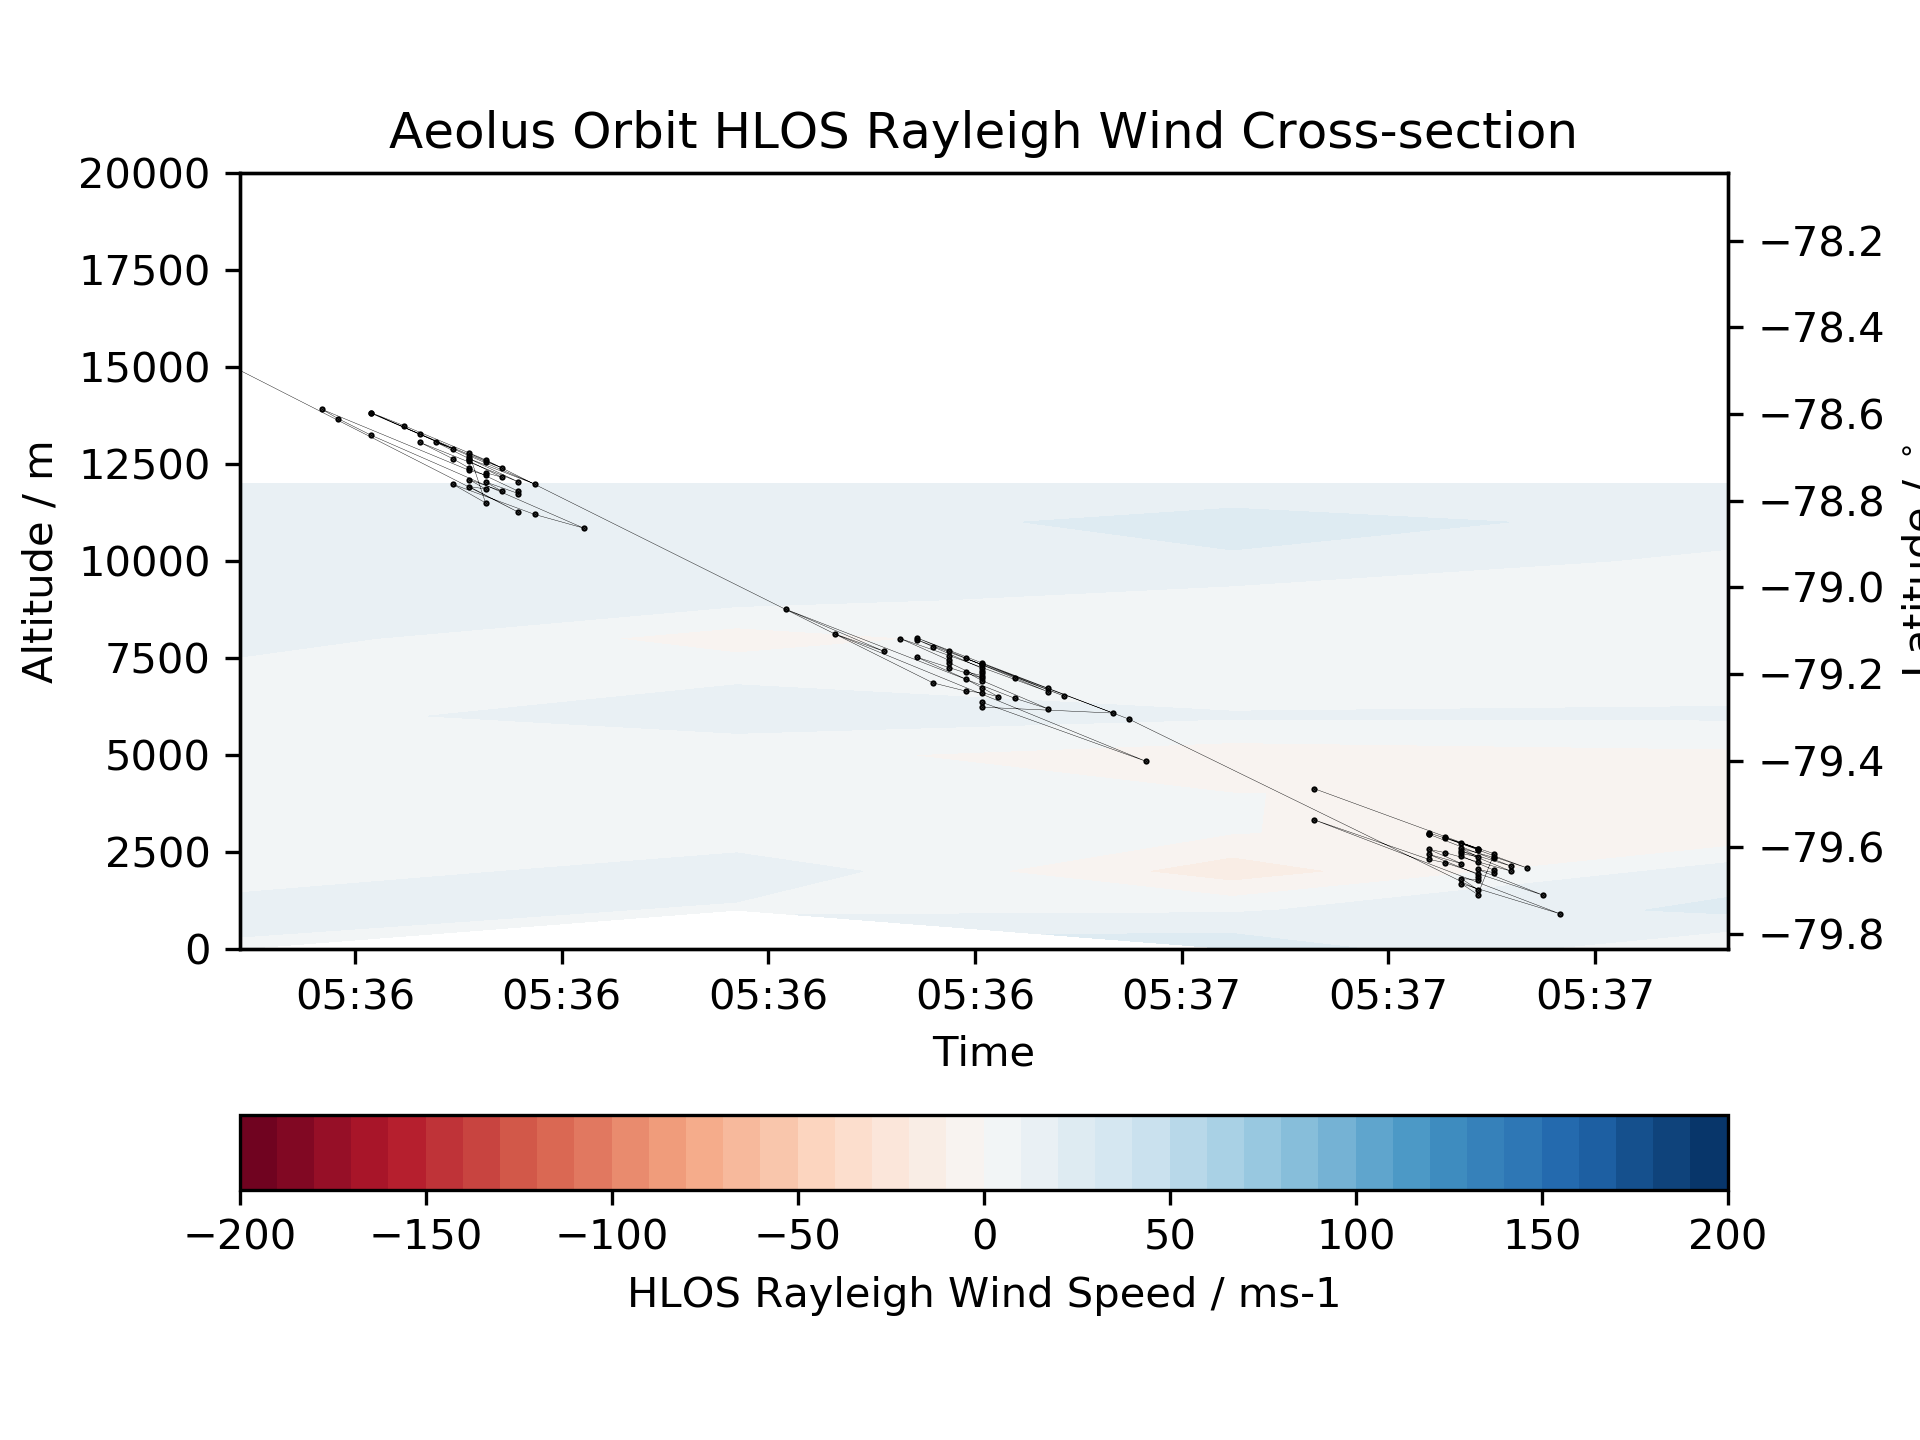 Aeolus Orbit HLOS Rayleigh Wind Cross-section
20000
17500
15000
12500
10000
7500
5000
2500
0
Altitude / m
−78.2
−78.4
−78.6
−78.8
−79.0
−79.2
−79.4
−79.6
−79.8
Latitude / °
05:36 05:36 05:36 05:36 05:37 05:37 05:37
Time
−200 −150 −100 −50 0 50 100 150 200
HLOS Rayleigh Wind Speed / ms-1